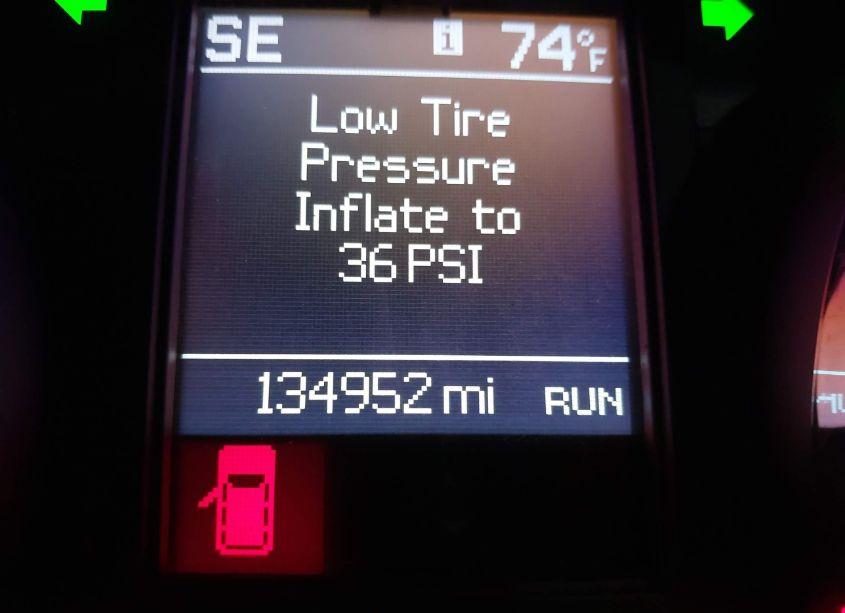 SE i 74°F
Low Tire
Pressure
Inflate to
36 PSI
134952 mi RUN